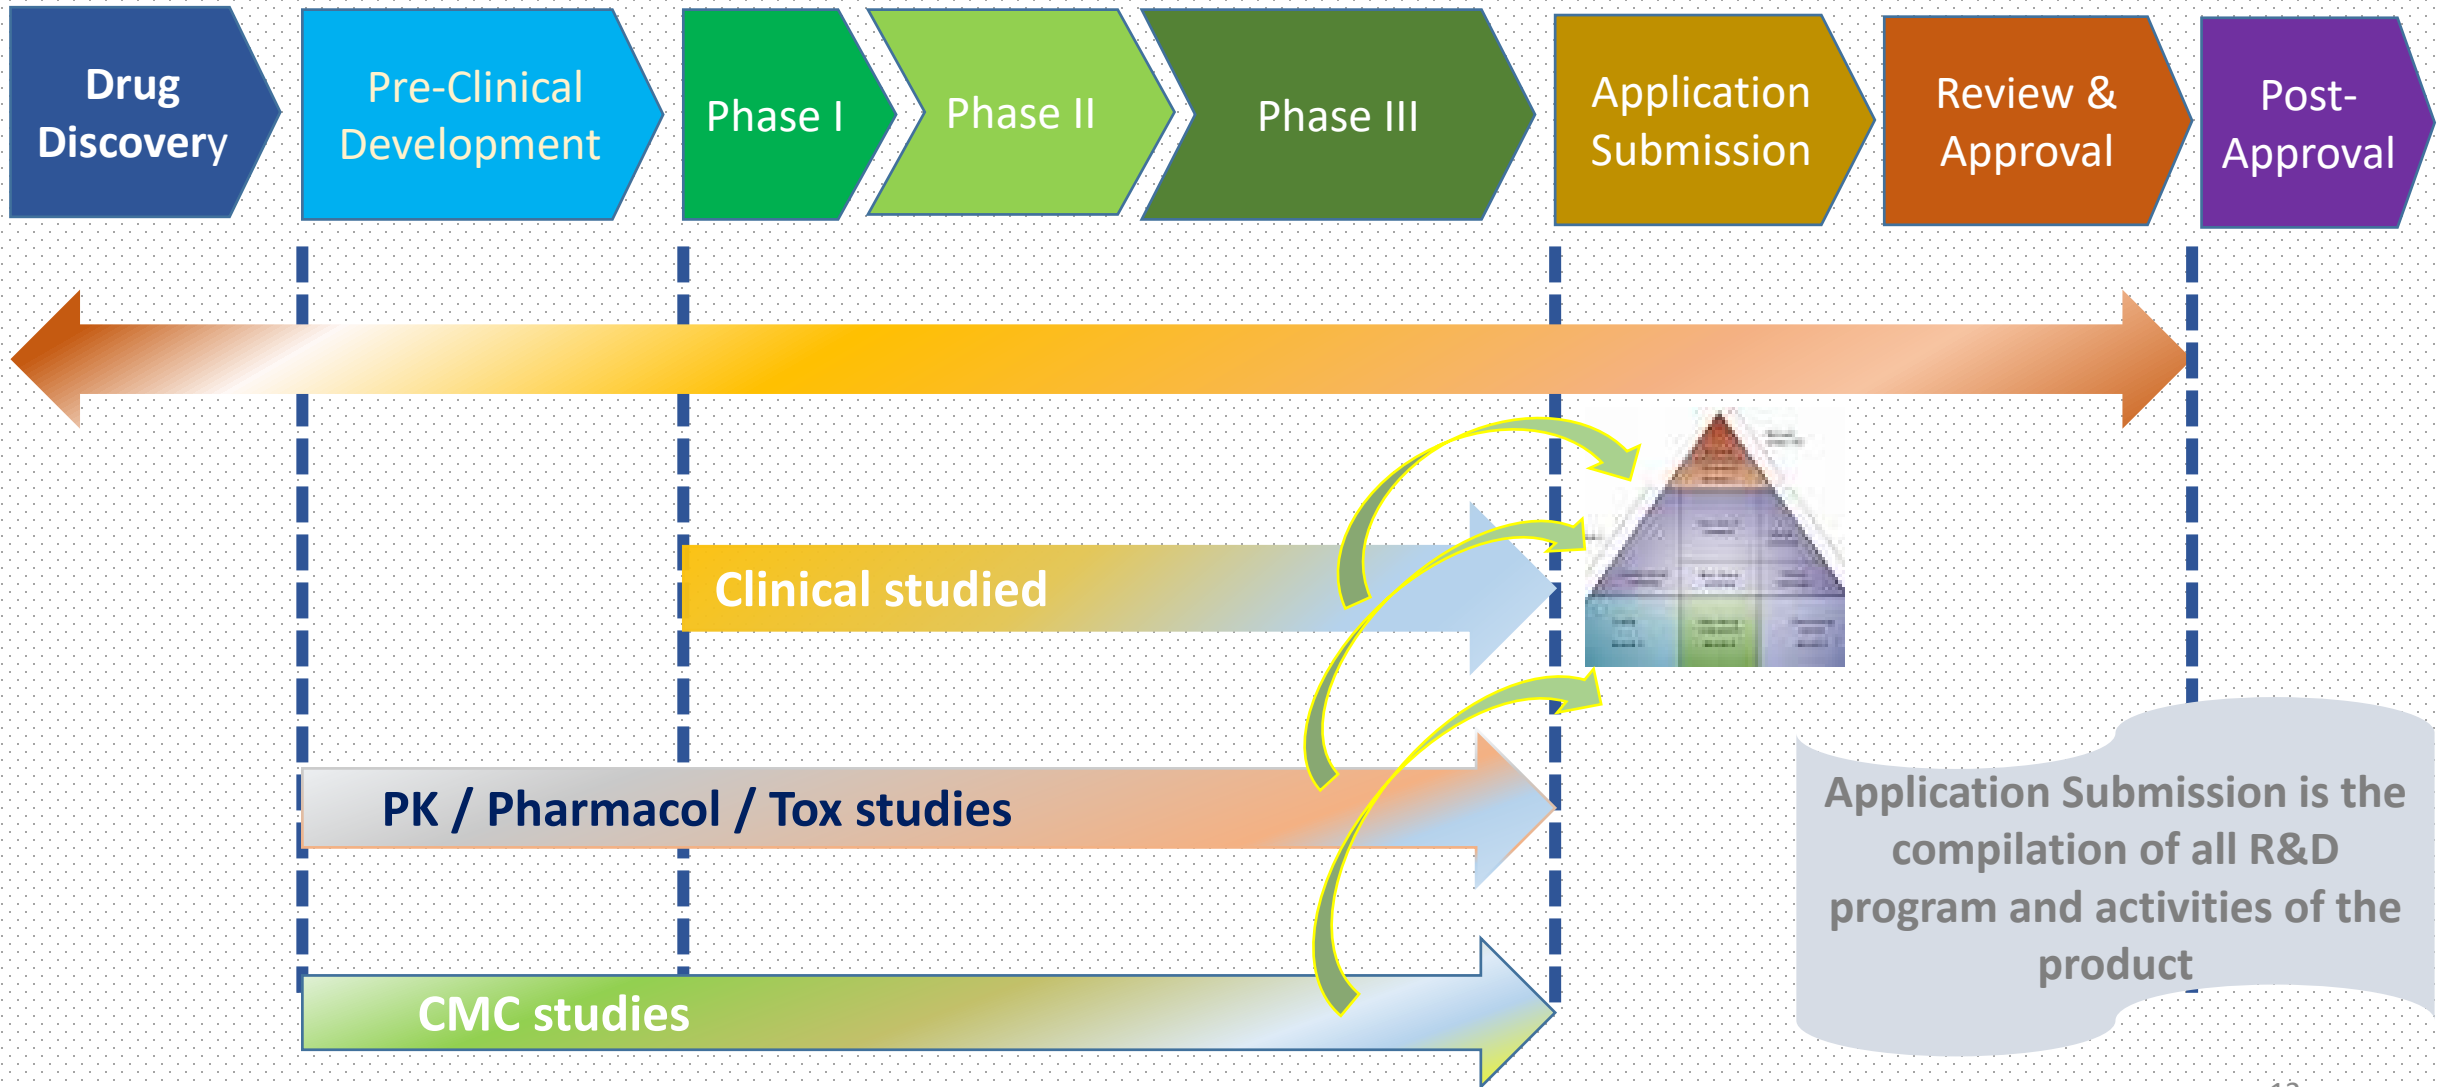 Drug
Discovery
Pre-Clinical
Development
Phase I
Phase II
Phase III
Application
Submission
Review &
Approval
Post-
Approval
Clinical studied
PK / Pharmacol / Tox studies
CMC studies
Application Submission is the
compilation of all R&D
program and activities of the
product